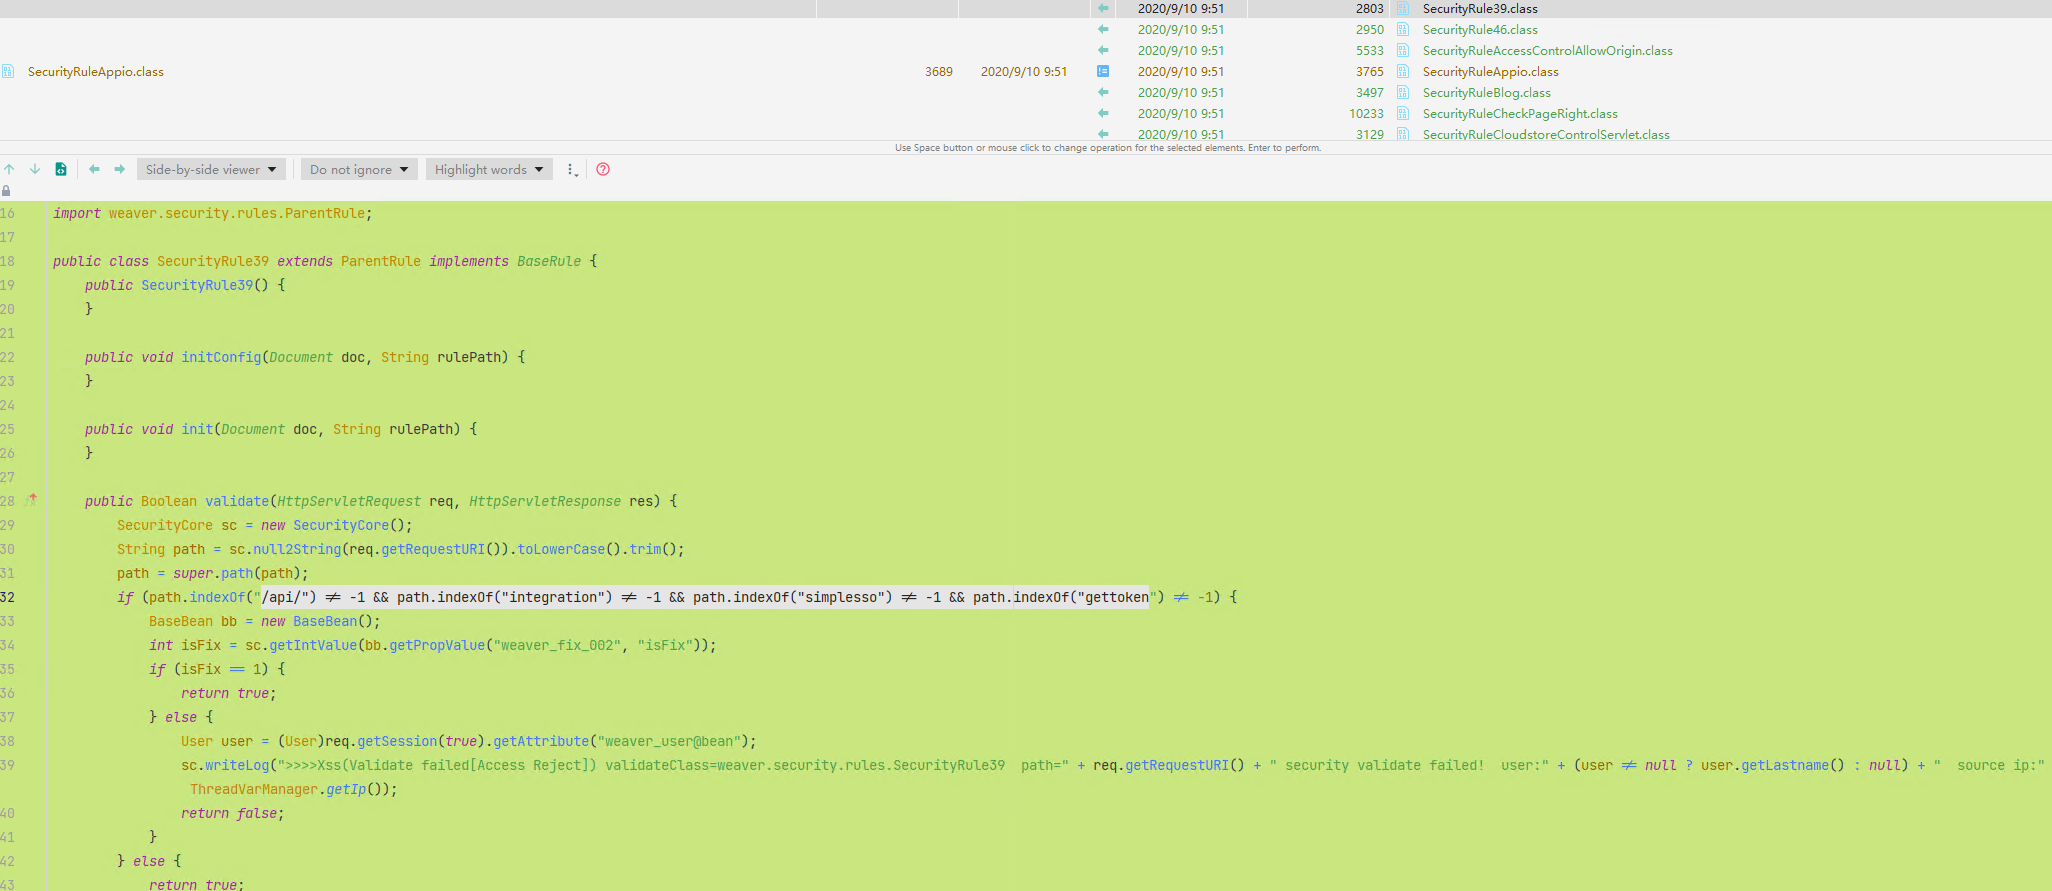 2020/9/10 9:51 2803 SecurityRule39.class
2020/9/10 9:51 2950 SecurityRule46.class
2020/9/10 9:51 5533 SecurityRuleAccessControlAllowOrigin.class
SecurityRuleAppio.class 3689 2020/9/10 9:51 2020/9/10 9:51 3765 SecurityRuleAppio.class
2020/9/10 9:51 3497 SecurityRuleBlog.class
2020/9/10 9:51 10233 SecurityRuleCheckPageRight.class
2020/9/10 9:51 3129 SecurityRuleCloudstoreControlServlet.class
Use Space button or mouse click to change operation for the selected elements. Enter to perform.
Side-by-side viewer Do not ignore Highlight words
16 import weaver.security.rules.ParentRule;
17
18 public class SecurityRule39 extends ParentRule implements BaseRule {
19 public SecurityRule39() {
20 }
21
22 public void initConfig(Document doc, String rulePath) {
23 }
24
25 public void init(Document doc, String rulePath) {
26 }
27
28 public Boolean validate(HttpServletRequest req, HttpServletResponse res) {
29 SecurityCore sc = new SecurityCore();
30 String path = sc.null2String(req.getRequestURI()).toLowerCase().trim();
31 path = super.path(path);
32 if (path.indexOf("/api/") != -1 && path.indexOf("integration") != -1 && path.indexOf("simplesso") != -1 && path.indexOf("gettoken") != -1) {
33 BaseBean bb = new BaseBean();
34 int isFix = sc.getIntValue(bb.getPropValue("weaver_fix_002", "isFix"));
35 if (isFix == 1) {
36 return true;
37 } else {
38 User user = (User)req.getSession(true).getAttribute("weaver_user@bean");
39 sc.writeLog(">>>>Xss(Validate failed[Access Reject]) validateClass=weaver.security.rules.SecurityRule39  path=" + req.getRequestURI() + " security validate failed!  user:" + (user != null ? user.getLastname() : null) + "  source ip:"
ThreadVarManager.getIp());
40 return false;
41 }
42 } else {
43 return true;